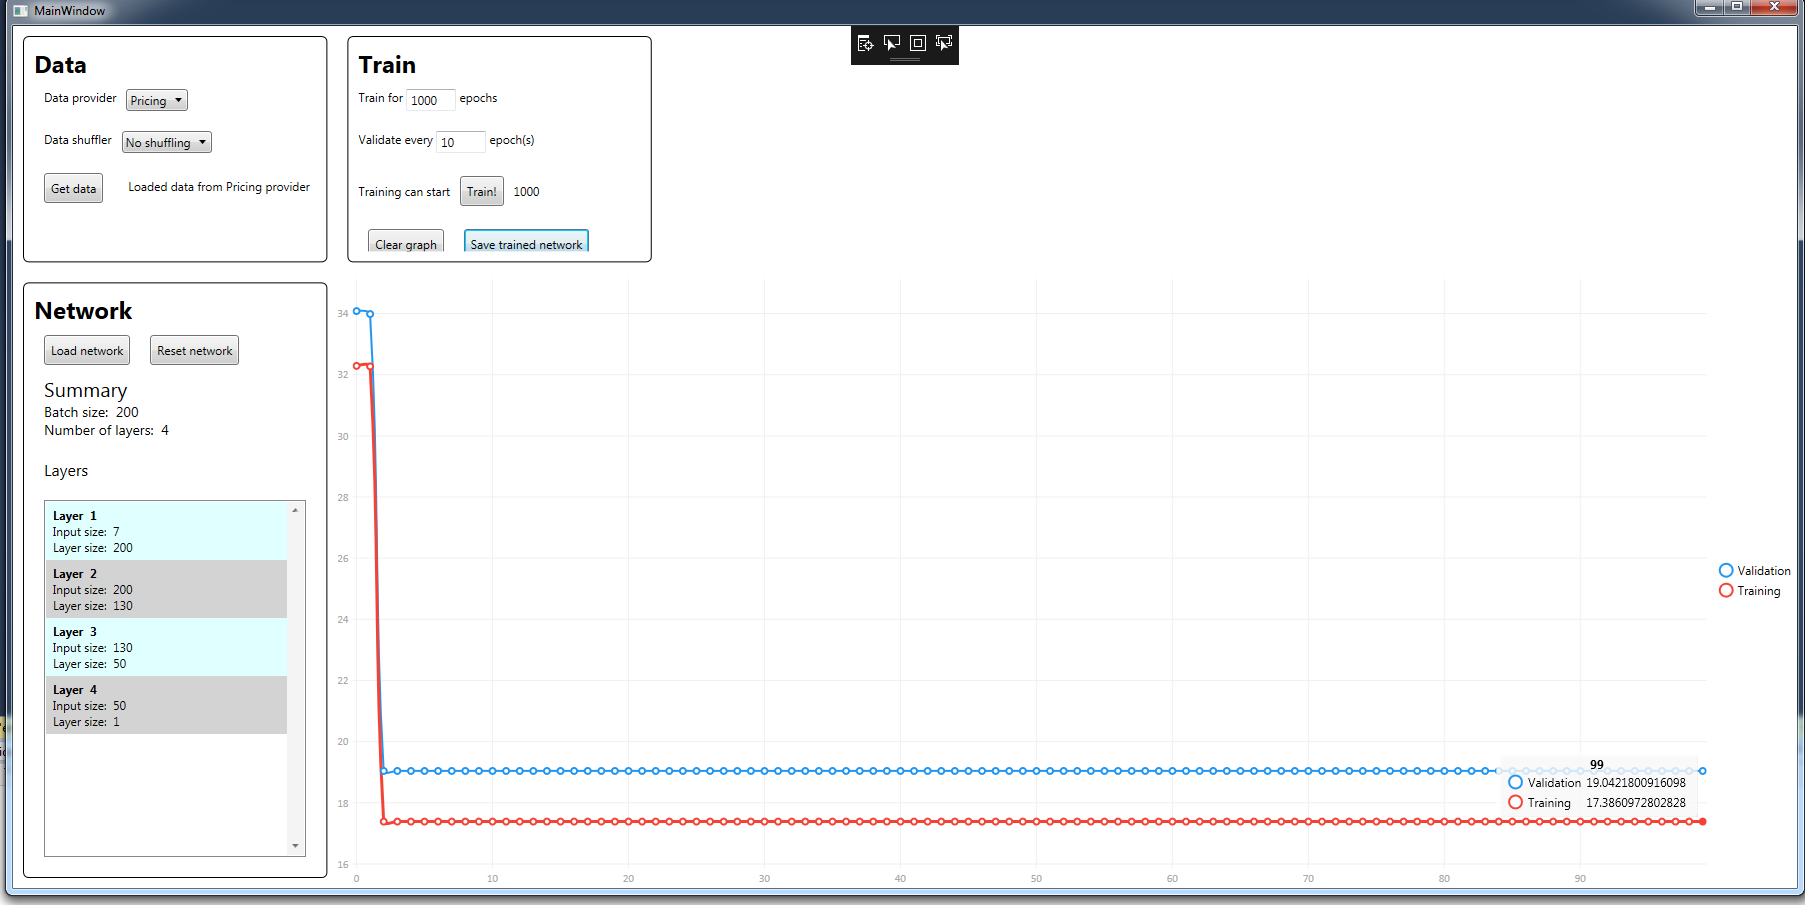 MainWindow
Data
Data provider Pricing
Data shuffler No shuffling
Get data Loaded data from Pricing provider
Train
Train for 1000 epochs
Validate every 10 epoch(s)
Training can start Train! 1000
Clear graph Save trained network
Network
Load network Reset network
Summary
Batch size: 200
Number of layers: 4
Layers
Layer 1
Input size: 7
Layer size: 200
Layer 2
Input size: 200
Layer size: 130
Layer 3
Input size: 130
Layer size: 50
Layer 4
Input size: 50
Layer size: 1
34
32
30
28
26
24
22
20
18
16
0 10 20 30 40 50 60 70 80 90
99
Validation 19.0421800916098
Training 17.3860972802828
Validation
Training